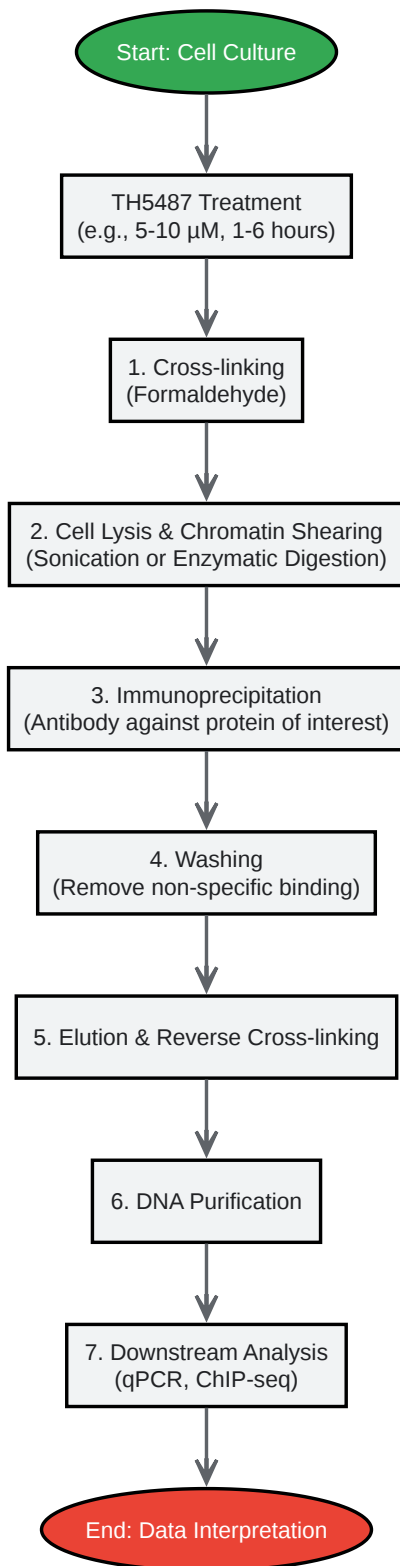 Start: Cell Culture
TH5487 Treatment
(e.g., 5-10 µM, 1-6 hours)
1. Cross-linking
(Formaldehyde)
2. Cell Lysis & Chromatin Shearing
(Sonication or Enzymatic Digestion)
3. Immunoprecipitation
(Antibody against protein of interest)
4. Washing
(Remove non-specific binding)
5. Elution & Reverse Cross-linking
6. DNA Purification
7. Downstream Analysis
(qPCR, ChIP-seq)
End: Data Interpretation